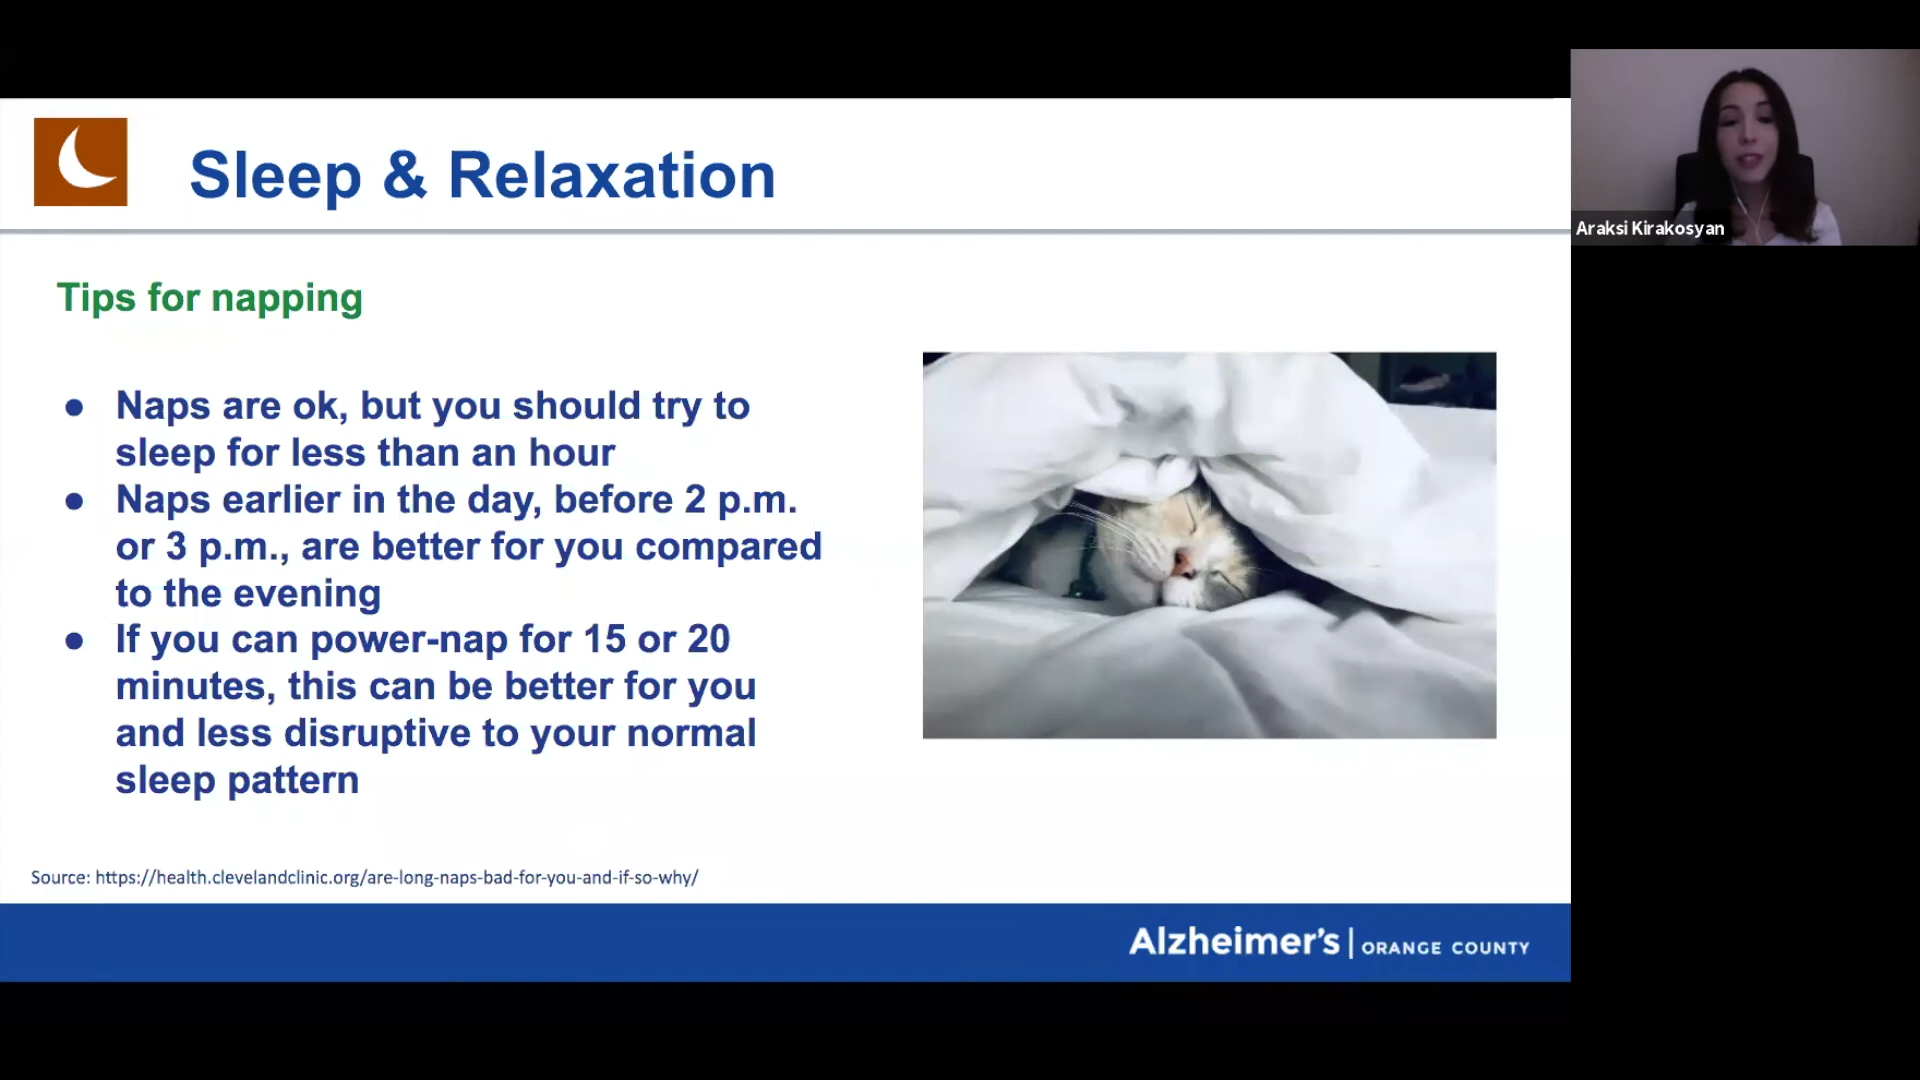 Sleep & Relaxation
Araksi Kirakosyan
Tips for napping
● Naps are ok, but you should try to
sleep for less than an hour
● Naps earlier in the day, before 2 p.m.
or 3 p.m., are better for you compared
to the evening
● If you can power-nap for 15 or 20
minutes, this can be better for you
and less disruptive to your normal
sleep pattern
Source: https://health.clevelandclinic.org/are-long-naps-bad-for-you-and-if-so-why/
Alzheimer's | ORANGE COUNTY